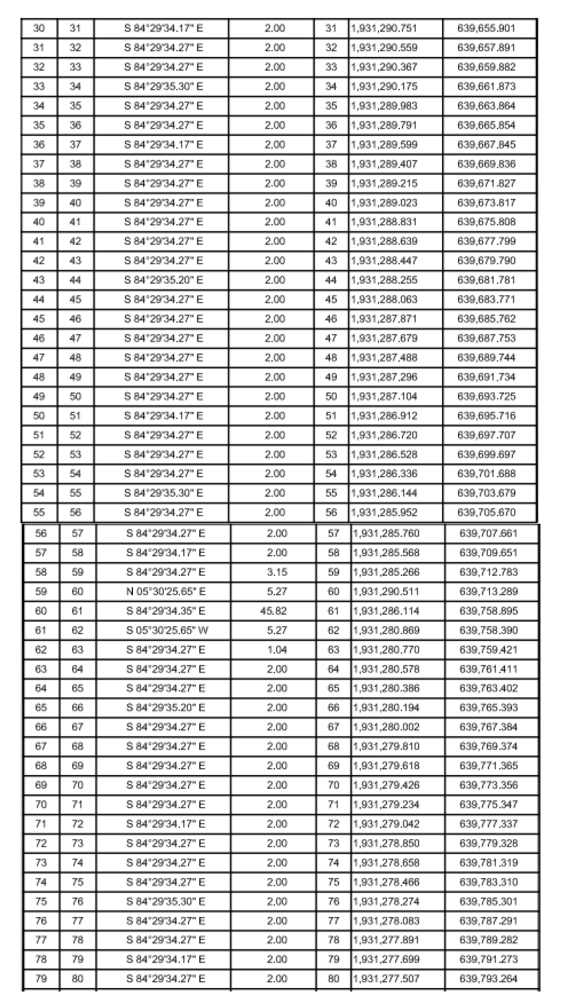 30 31 S 84°29'34.17" E 2.00 31 1,931,290.751 639,655.901
31 32 S 84°29'34.27" E 2.00 32 1,931,290.559 639,657.891
32 33 S 84°29'34.27" E 2.00 33 1,931,290.367 639,659.882
33 34 S 84°29'35.30" E 2.00 34 1,931,290.175 639,661.873
34 35 S 84°29'34.27" E 2.00 35 1,931,289.983 639,663.864
35 36 S 84°29'34.27" E 2.00 36 1,931,289.791 639,665.854
36 37 S 84°29'34.17" E 2.00 37 1,931,289.599 639,667.845
37 38 S 84°29'34.27" E 2.00 38 1,931,289.407 639,669.836
38 39 S 84°29'34.27" E 2.00 39 1,931,289.215 639,671.827
39 40 S 84°29'34.27" E 2.00 40 1,931,289.023 639,673.817
40 41 S 84°29'34.27" E 2.00 41 1,931,288.831 639,675.808
41 42 S 84°29'34.27" E 2.00 42 1,931,288.639 639,677.799
42 43 S 84°29'34.27" E 2.00 43 1,931,288.447 639,679.790
43 44 S 84°29'35.20" E 2.00 44 1,931,288.255 639,681.781
44 45 S 84°29'34.27" E 2.00 45 1,931,288.063 639,683.771
45 46 S 84°29'34.27" E 2.00 46 1,931,287.871 639,685.762
46 47 S 84°29'34.27" E 2.00 47 1,931,287.679 639,687.753
47 48 S 84°29'34.27" E 2.00 48 1,931,287.488 639,689.744
48 49 S 84°29'34.27" E 2.00 49 1,931,287.296 639,691.734
49 50 S 84°29'34.27" E 2.00 50 1,931,287.104 639,693.725
50 51 S 84°29'34.17" E 2.00 51 1,931,286.912 639,695.716
51 52 S 84°29'34.27" E 2.00 52 1,931,286.720 639,697.707
52 53 S 84°29'34.27" E 2.00 53 1,931,286.528 639,699.697
53 54 S 84°29'34.27" E 2.00 54 1,931,286.336 639,701.688
54 55 S 84°29'35.30" E 2.00 55 1,931,286.144 639,703.679
55 56 S 84°29'34.27" E 2.00 56 1,931,285.952 639,705.670
56 57 S 84°29'34.27" E 2.00 57 1,931,285.760 639,707.661
57 58 S 84°29'34.17" E 2.00 58 1,931,285.568 639,709.651
58 59 S 84°29'34.27" E 3.15 59 1,931,285.266 639,712.783
59 60 N 05°30'25.65" E 5.27 60 1,931,290.511 639,713.289
60 61 S 84°29'34.35" E 45.82 61 1,931,286.114 639,758.895
61 62 S 05°30'25.65" W 5.27 62 1,931,280.869 639,758.390
62 63 S 84°29'34.27" E 1.04 63 1,931,280.770 639,759.421
63 64 S 84°29'34.27" E 2.00 64 1,931,280.578 639,761.411
64 65 S 84°29'34.27" E 2.00 65 1,931,280.386 639,763.402
65 66 S 84°29'35.20" E 2.00 66 1,931,280.194 639,765.393
66 67 S 84°29'34.27" E 2.00 67 1,931,280.002 639,767.384
67 68 S 84°29'34.27" E 2.00 68 1,931,279.810 639,769.374
68 69 S 84°29'34.27" E 2.00 69 1,931,279.618 639,771.365
69 70 S 84°29'34.27" E 2.00 70 1,931,279.426 639,773.356
70 71 S 84°29'34.27" E 2.00 71 1,931,279.234 639,775.347
71 72 S 84°29'34.17" E 2.00 72 1,931,279.042 639,777.337
72 73 S 84°29'34.27" E 2.00 73 1,931,278.850 639,779.328
73 74 S 84°29'34.27" E 2.00 74 1,931,278.658 639,781.319
74 75 S 84°29'34.27" E 2.00 75 1,931,278.466 639,783.310
75 76 S 84°29'35.30" E 2.00 76 1,931,278.274 639,785.301
76 77 S 84°29'34.27" E 2.00 77 1,931,278.083 639,787.291
77 78 S 84°29'34.27" E 2.00 78 1,931,277.891 639,789.282
78 79 S 84°29'34.17" E 2.00 79 1,931,277.699 639,791.273
79 80 S 84°29'34.27" E 2.00 80 1,931,277.507 639,793.264